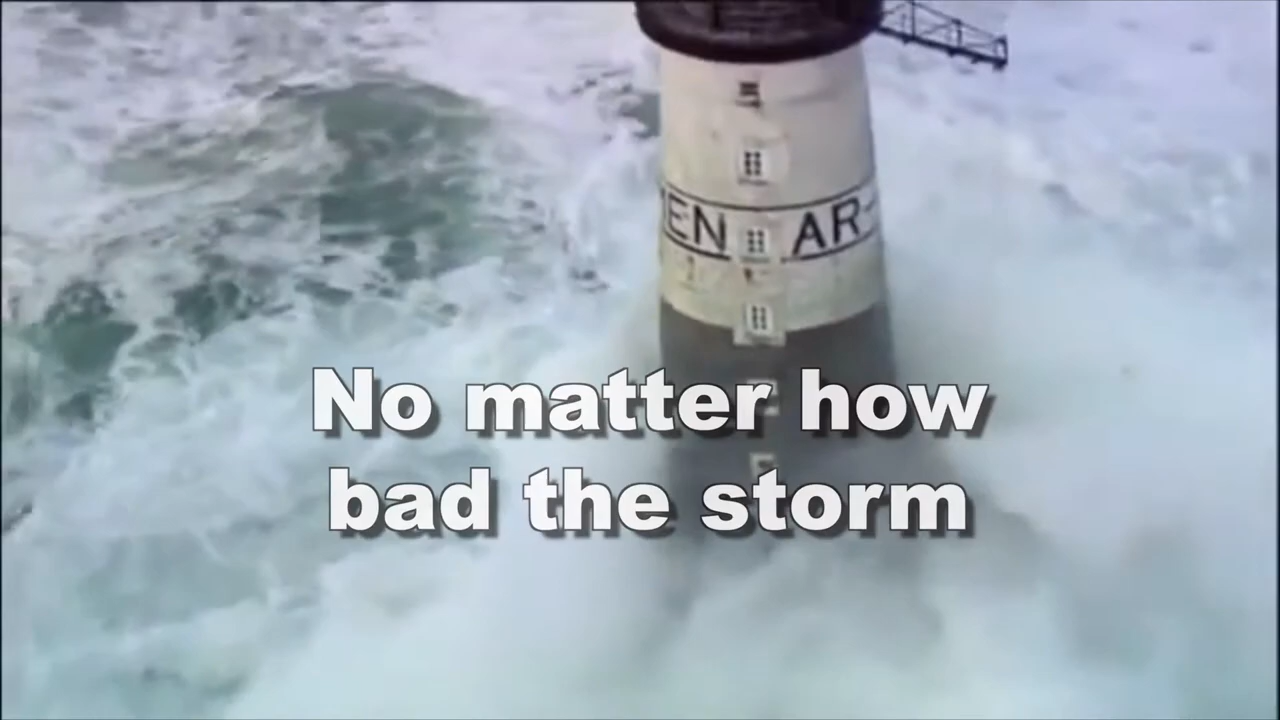 EN AR-
No matter how
bad the storm